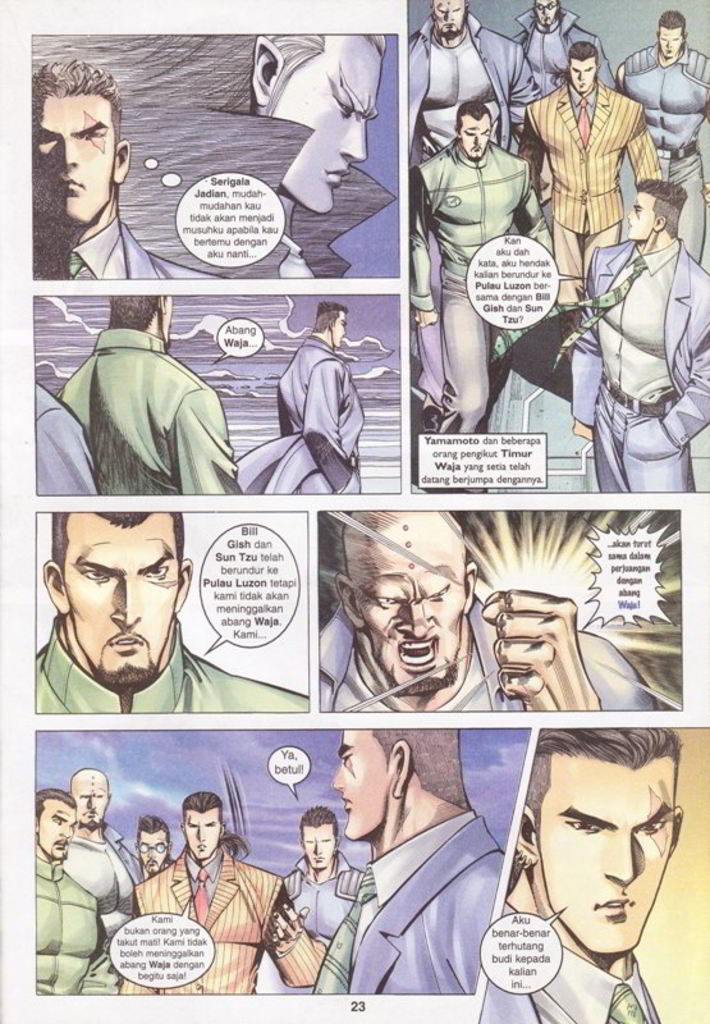 Serigala
Jadian, mudah-
mudahan kau
tidak akan menjadi
musuhku apabila kau
bertemu dengan
aku nanti...
Kan
aku dah
kata, aku hendak
kalian berundur ke
Pulau Luzon ber-
sama dengan Bill
Gish dan Sun
Tzu?
Yamamoto dan beberapa
orang pengikut Timur
Waja yang setia telah
datang berjumpa dengannya.
Abang
Waja...
Bill
Gish dan
Sun Tzu telah
berundur ke
Pulau Luzon tetapi
kami tidak akan
meninggalkan
abang Waja.
Kami...
..akan turut
sama dalam
perjuangan
dengan
abang
Waja!
Ya,
betul!
Kami
bukan orang yang
takut mati! Kami tidak
boleh meninggalkan
abang Waja dengan
begitu saja!
Aku
benar-benar
terhutang
budi kepada
kalian
ini...
23